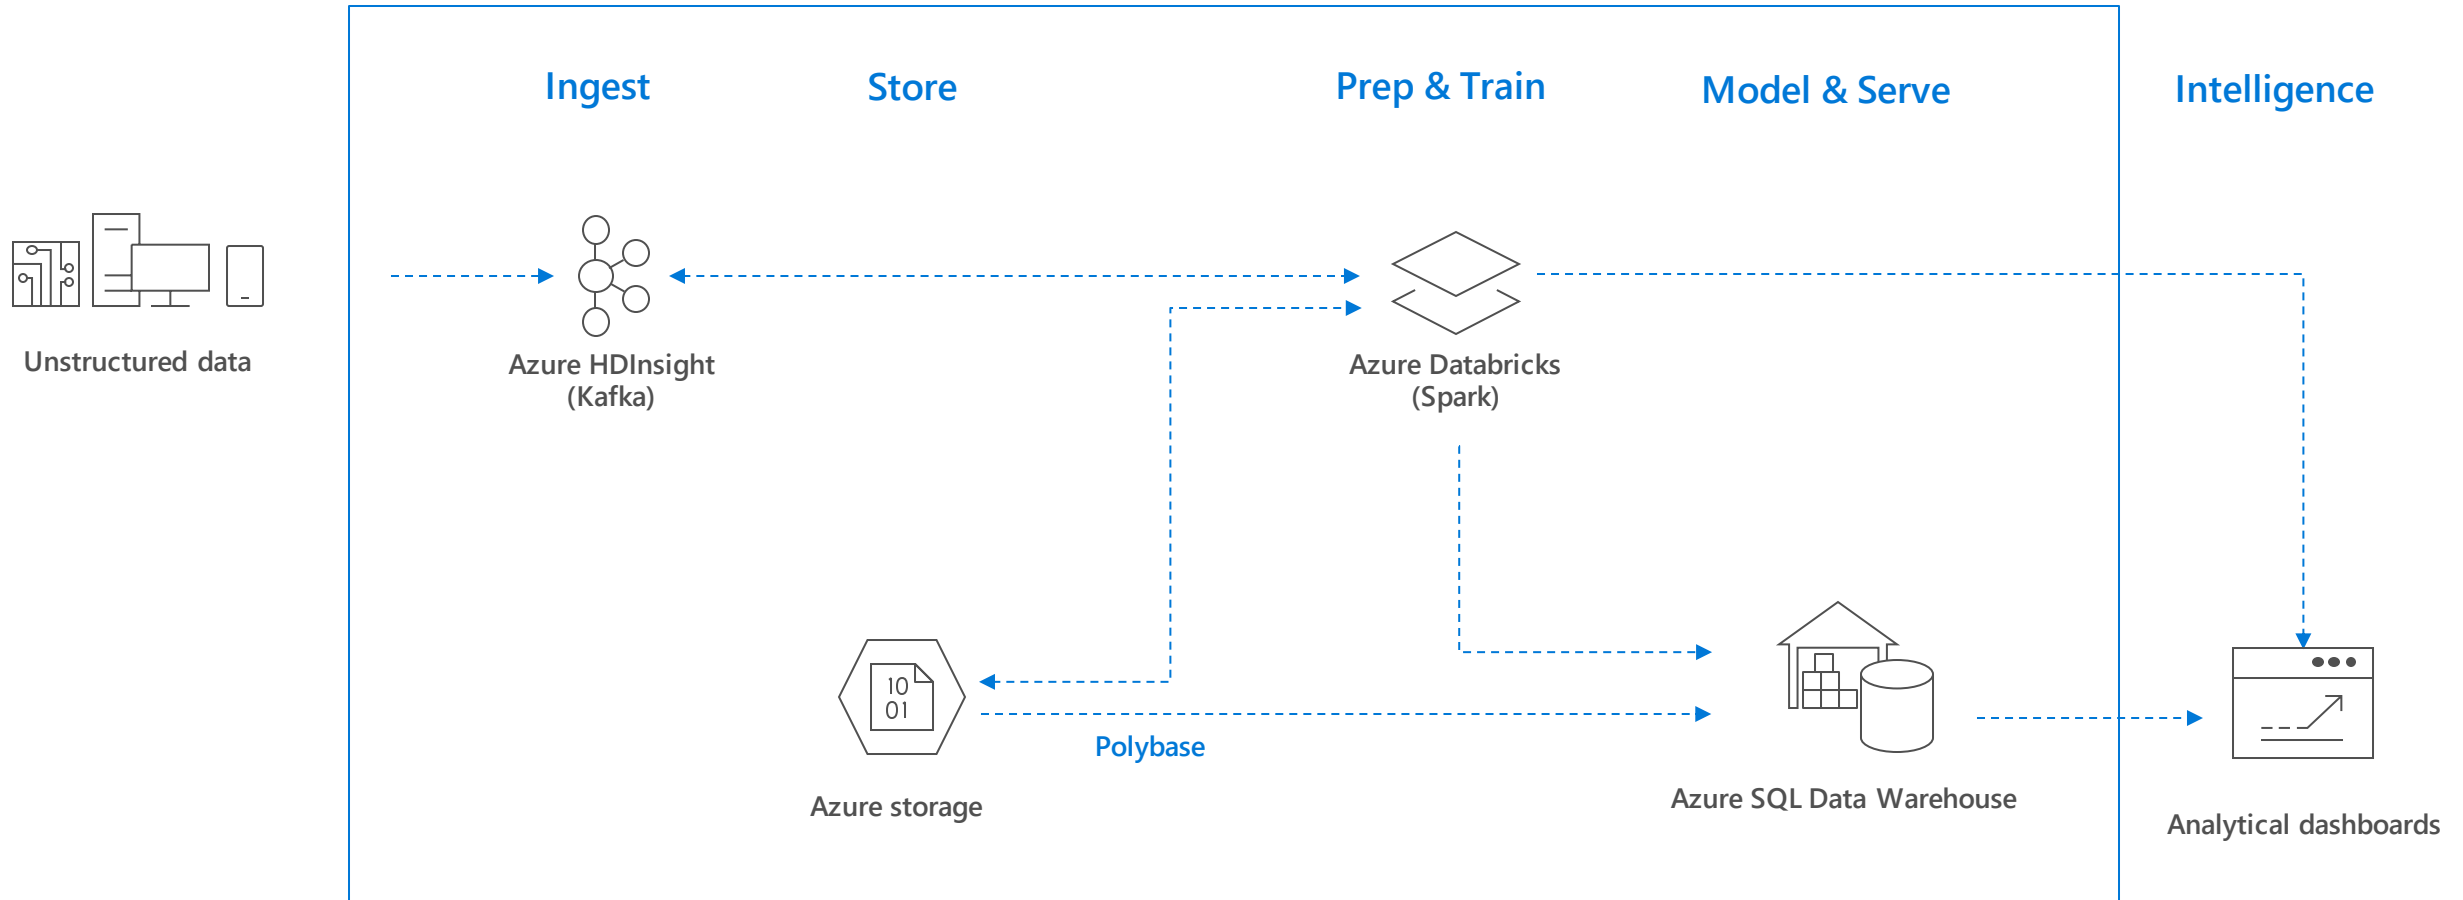 Ingest
Store
Prep & Train
Model & Serve
Intelligence
Unstructured data
Azure HDInsight
(Kafka)
Azure Databricks
(Spark)
10
01
Polybase
Azure storage
Azure SQL Data Warehouse
Analytical dashboards